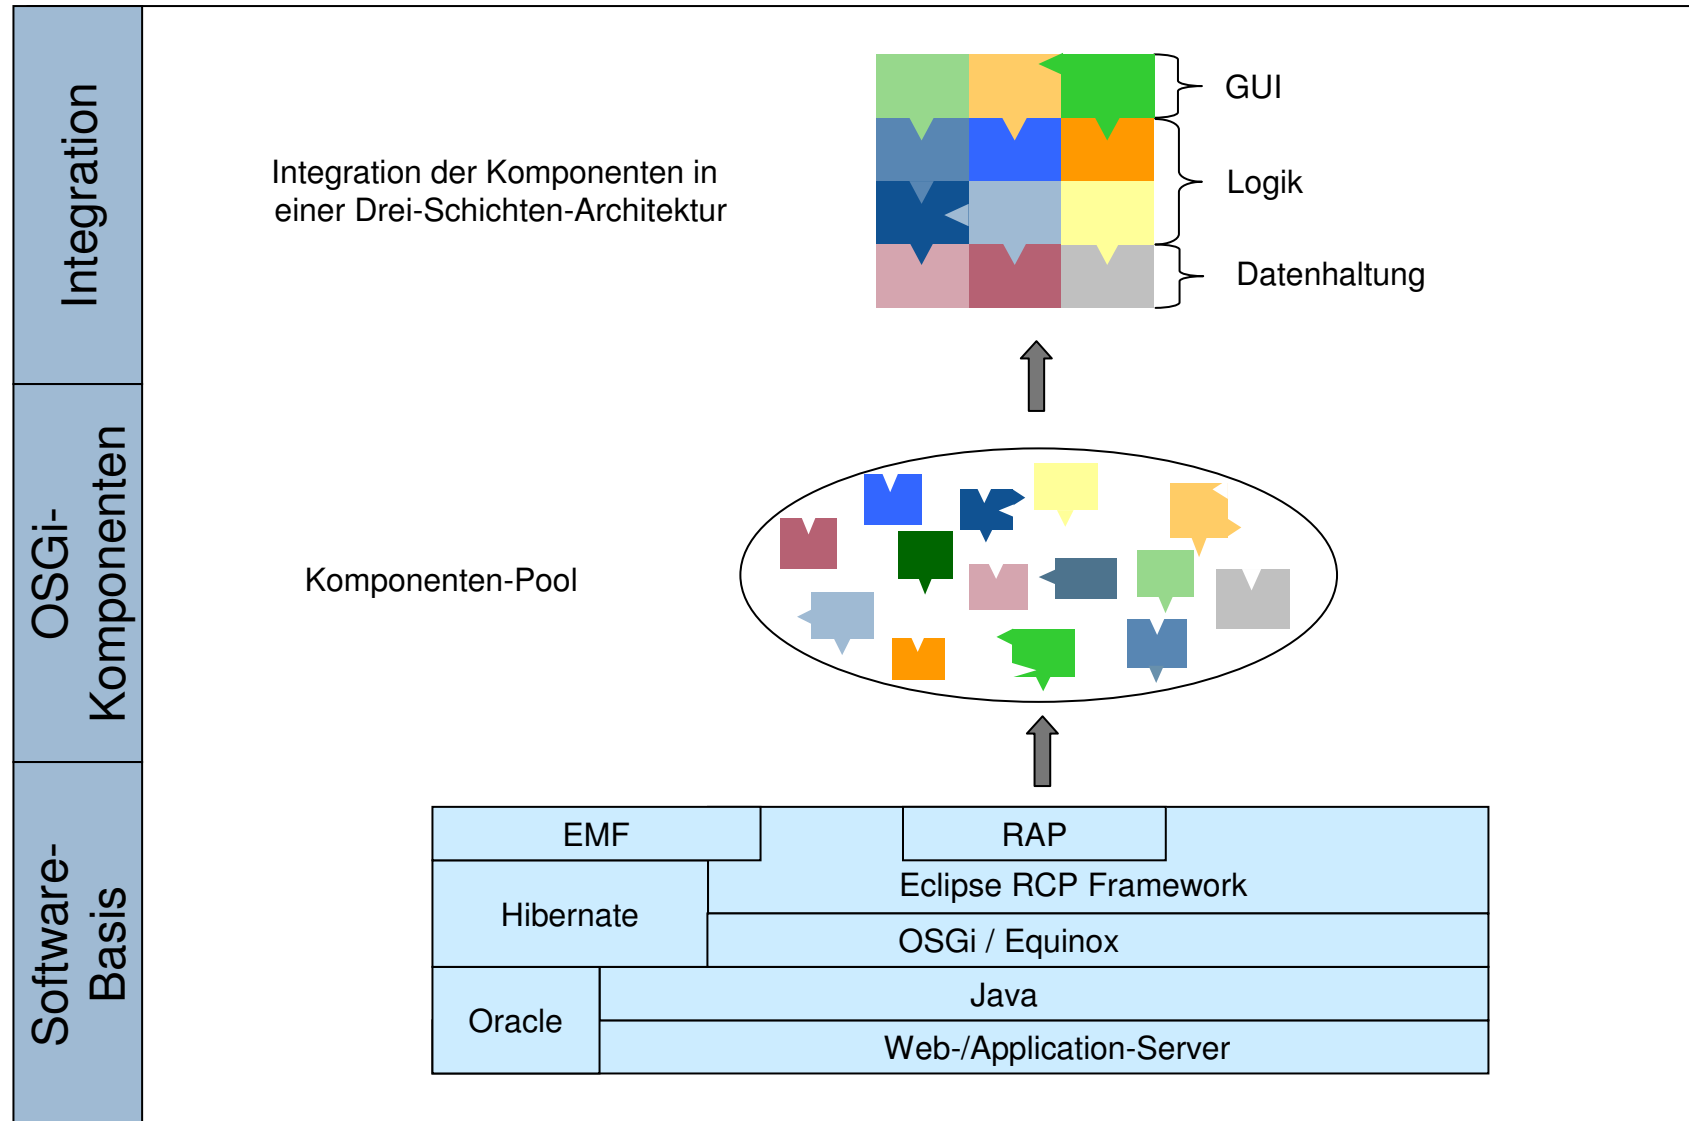 Integration
Integration der Komponenten in
einer Drei-Schichten-Architektur
GUI
Logik
Datenhaltung
OSGi-
Komponenten
Komponenten-Pool
Software-
Basis
EMF
RAP
Eclipse RCP Framework
Hibernate
OSGi / Equinox
Java
Oracle
Web-/Application-Server